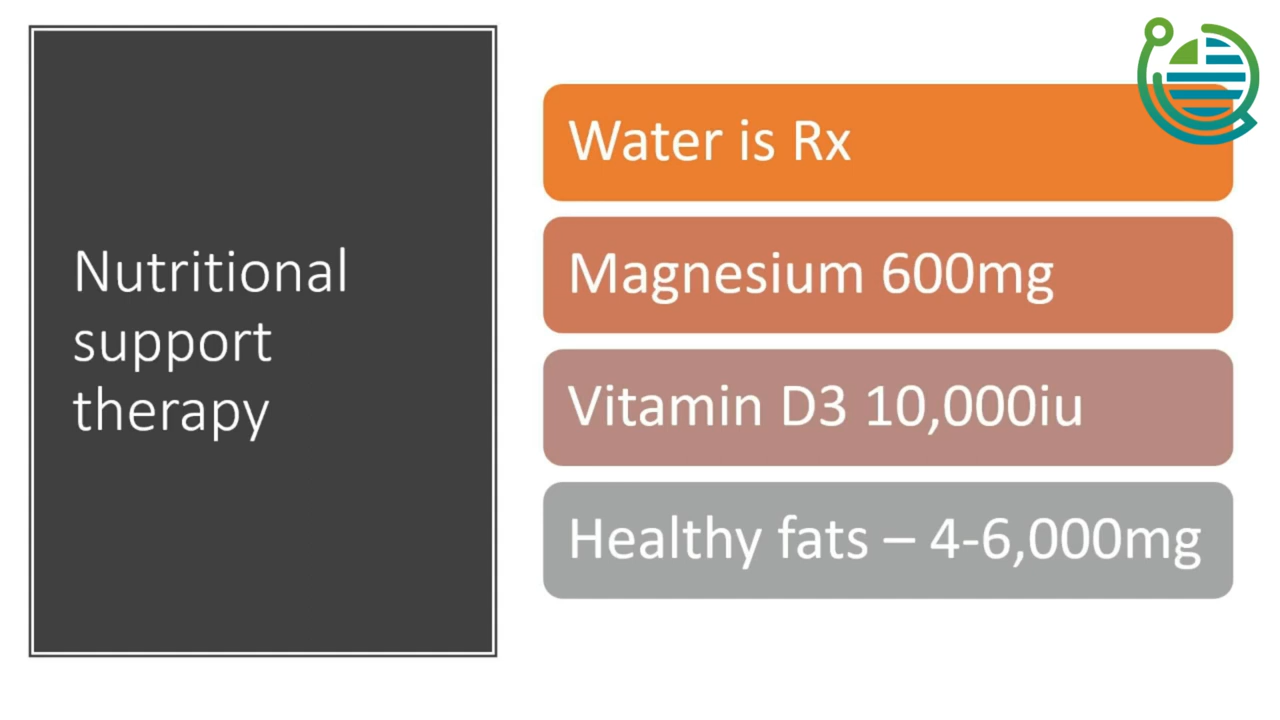 Nutritional
support
therapy
Water is Rx
Magnesium 600mg
Vitamin D3 10,000iu
Healthy fats – 4-6,000mg